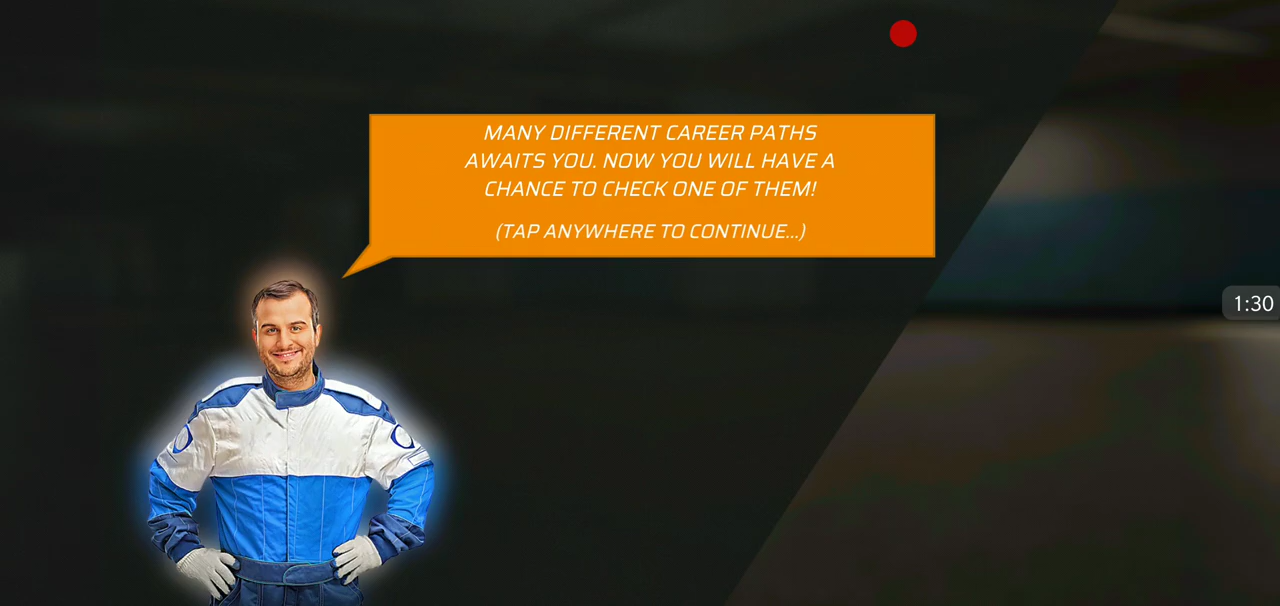 MANY DIFFERENT CAREER PATHS
AWAITS YOU. NOW YOU WILL HAVE A
CHANCE TO CHECK ONE OF THEM!
(TAP ANYWHERE TO CONTINUE...)
1:30